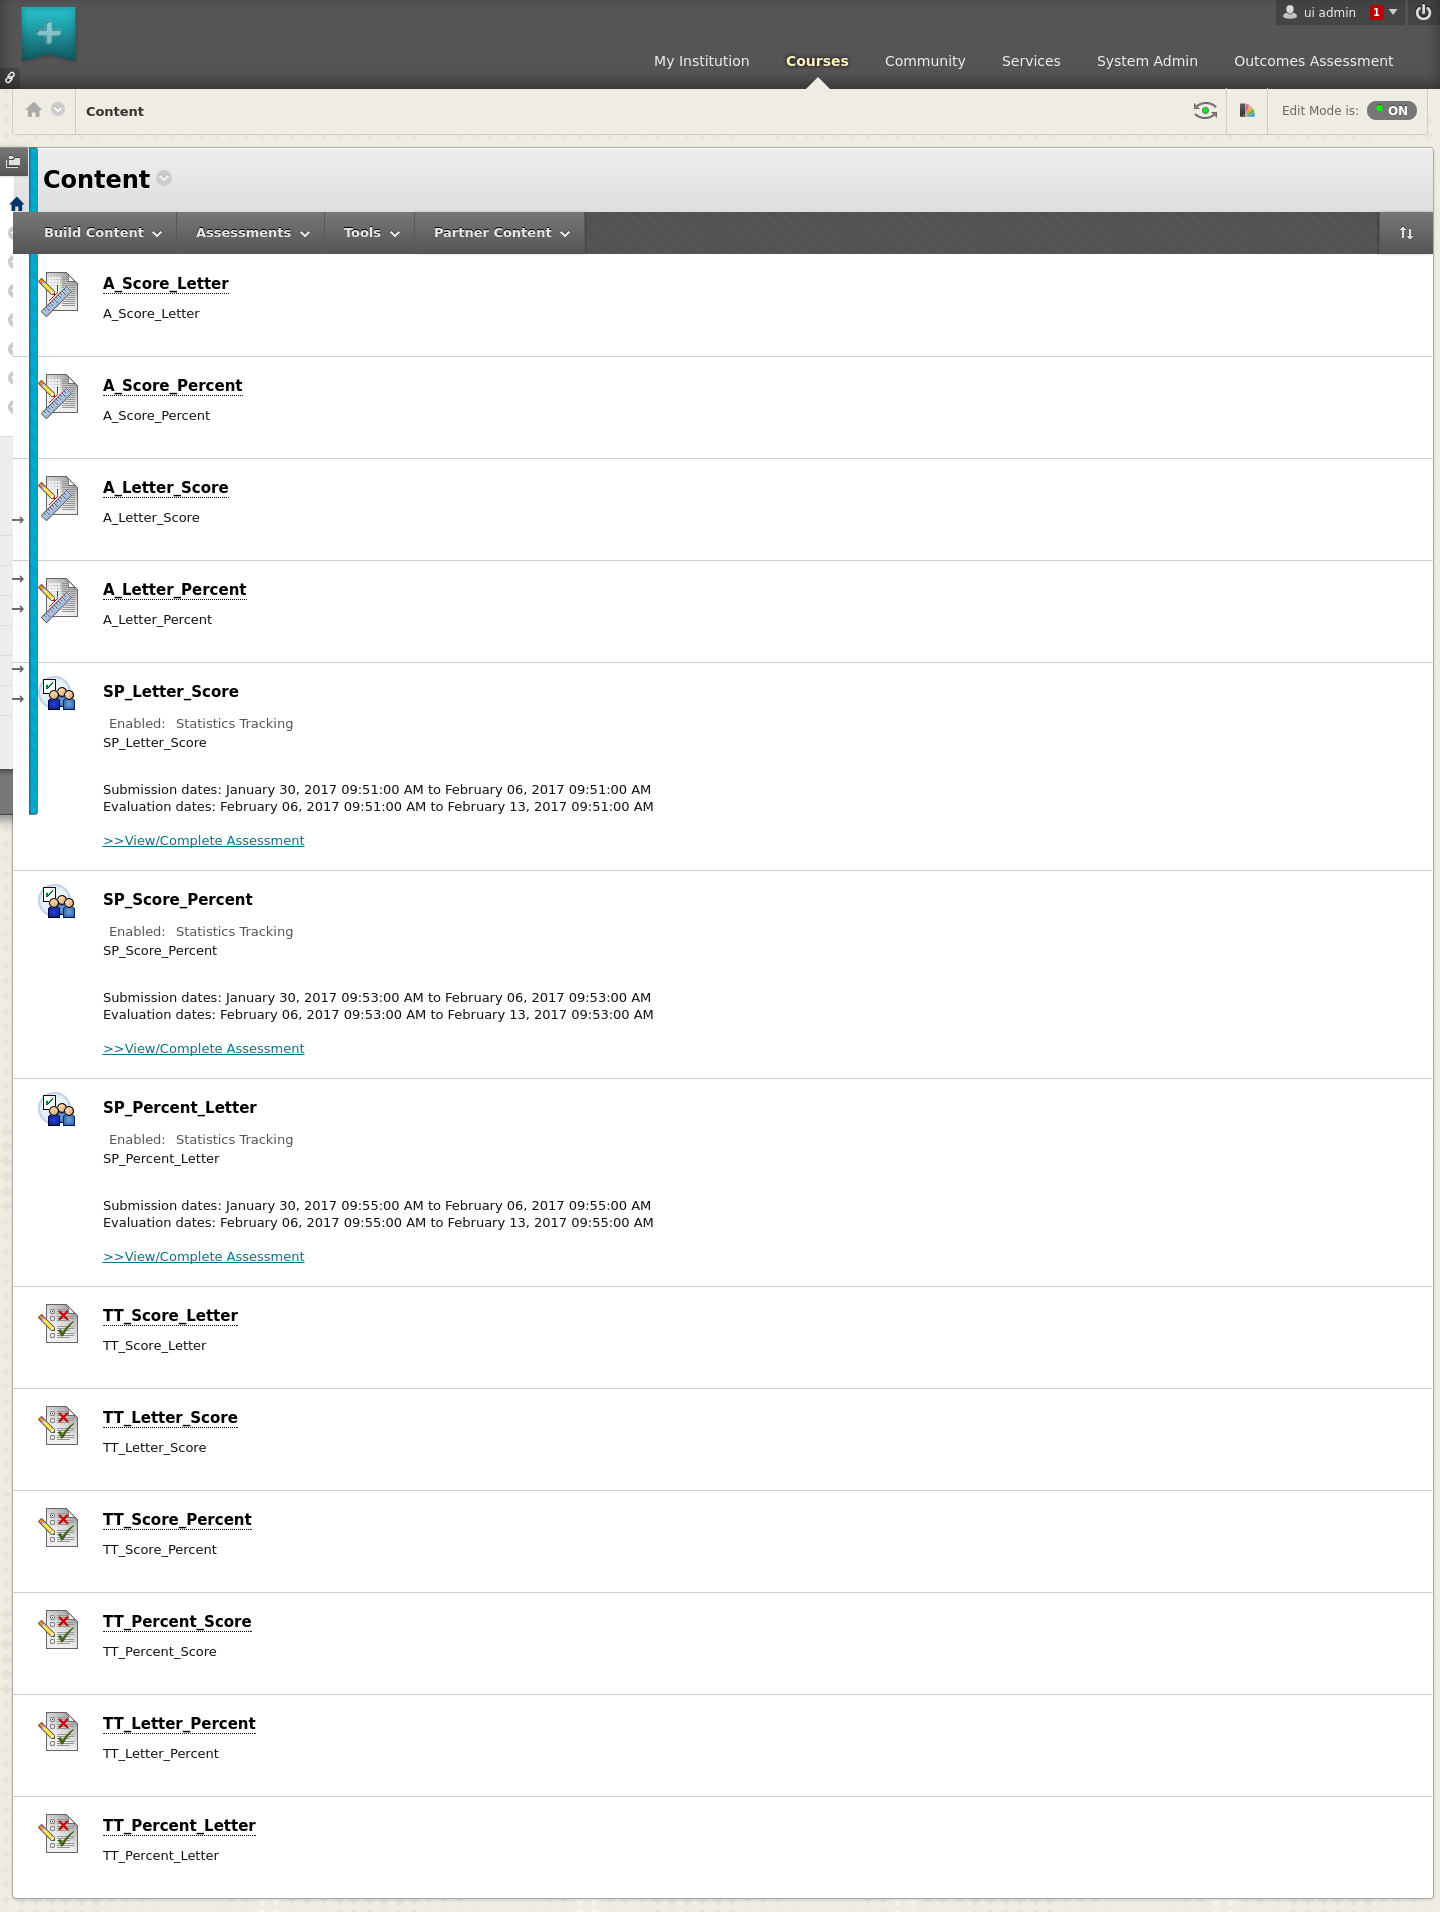 ui admin 1
My Institution Courses Community Services System Admin Outcomes Assessment
Content Edit Mode is: ON
Content
Build Content Assessments Tools Partner Content
A_Score_Letter
A_Score_Letter
A_Score_Percent
A_Score_Percent
A_Letter_Score
A_Letter_Score
A_Letter_Percent
A_Letter_Percent
SP_Letter_Score
Enabled: Statistics Tracking
SP_Letter_Score
Submission dates: January 30, 2017 09:51:00 AM to February 06, 2017 09:51:00 AM
Evaluation dates: February 06, 2017 09:51:00 AM to February 13, 2017 09:51:00 AM
>>View/Complete Assessment
SP_Score_Percent
Enabled: Statistics Tracking
SP_Score_Percent
Submission dates: January 30, 2017 09:53:00 AM to February 06, 2017 09:53:00 AM
Evaluation dates: February 06, 2017 09:53:00 AM to February 13, 2017 09:53:00 AM
>>View/Complete Assessment
SP_Percent_Letter
Enabled: Statistics Tracking
SP_Percent_Letter
Submission dates: January 30, 2017 09:55:00 AM to February 06, 2017 09:55:00 AM
Evaluation dates: February 06, 2017 09:55:00 AM to February 13, 2017 09:55:00 AM
>>View/Complete Assessment
TT_Score_Letter
TT_Score_Letter
TT_Letter_Score
TT_Letter_Score
TT_Score_Percent
TT_Score_Percent
TT_Percent_Score
TT_Percent_Score
TT_Letter_Percent
TT_Letter_Percent
TT_Percent_Letter
TT_Percent_Letter